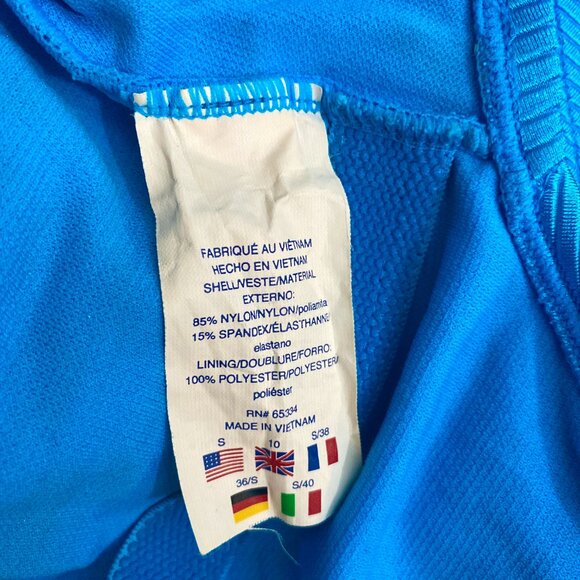 FABRIQUÉ AU VIÊTNAM
HECHO EN VIETNAM
SHELL/VESTE/MATERIAL
EXTERNO:
85% NYLON/NYLON/poliamida
15% SPANDEX/ÉLASTHANNE/
elastano
LINING/DOUBLURE/FORRO:
100% POLYESTER/POLYESTER/
poliéster
RN# 65334
MADE IN VIETNAM
S 10 S/38
36/S S/40